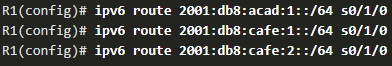 R1(config)# ipv6 route 2001:db8:acad:1::/64 s0/1/0
R1(config)# ipv6 route 2001:db8:cafe:1::/64 s0/1/0
R1(config)# ipv6 route 2001:db8:cafe:2::/64 s0/1/0